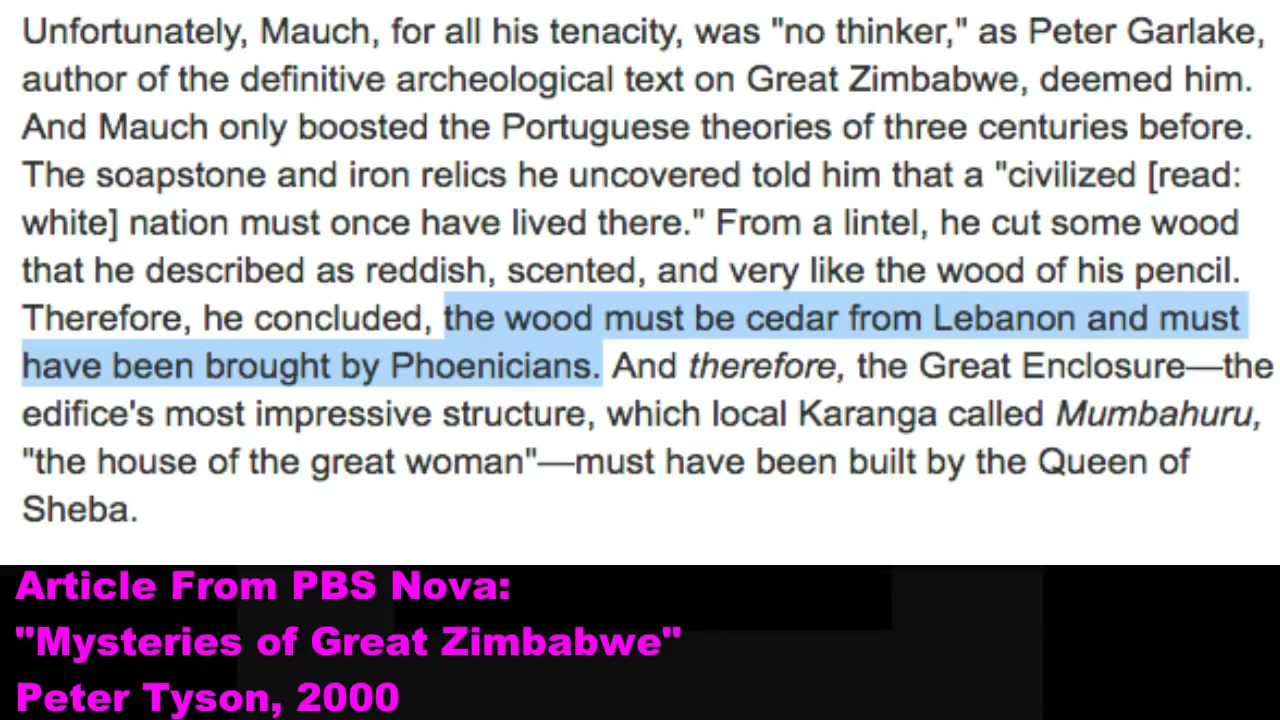 Unfortunately, Mauch, for all his tenacity, was "no thinker," as Peter Garlake,
author of the definitive archeological text on Great Zimbabwe, deemed him.
And Mauch only boosted the Portuguese theories of three centuries before.
The soapstone and iron relics he uncovered told him that a "civilized [read:
white] nation must once have lived there." From a lintel, he cut some wood
that he described as reddish, scented, and very like the wood of his pencil.
Therefore, he concluded, the wood must be cedar from Lebanon and must
have been brought by Phoenicians. And therefore, the Great Enclosure—the
edifice's most impressive structure, which local Karanga called Mumbahuru,
"the house of the great woman"—must have been built by the Queen of
Sheba.
Article From PBS Nova:
"Mysteries of Great Zimbabwe"
Peter Tyson, 2000